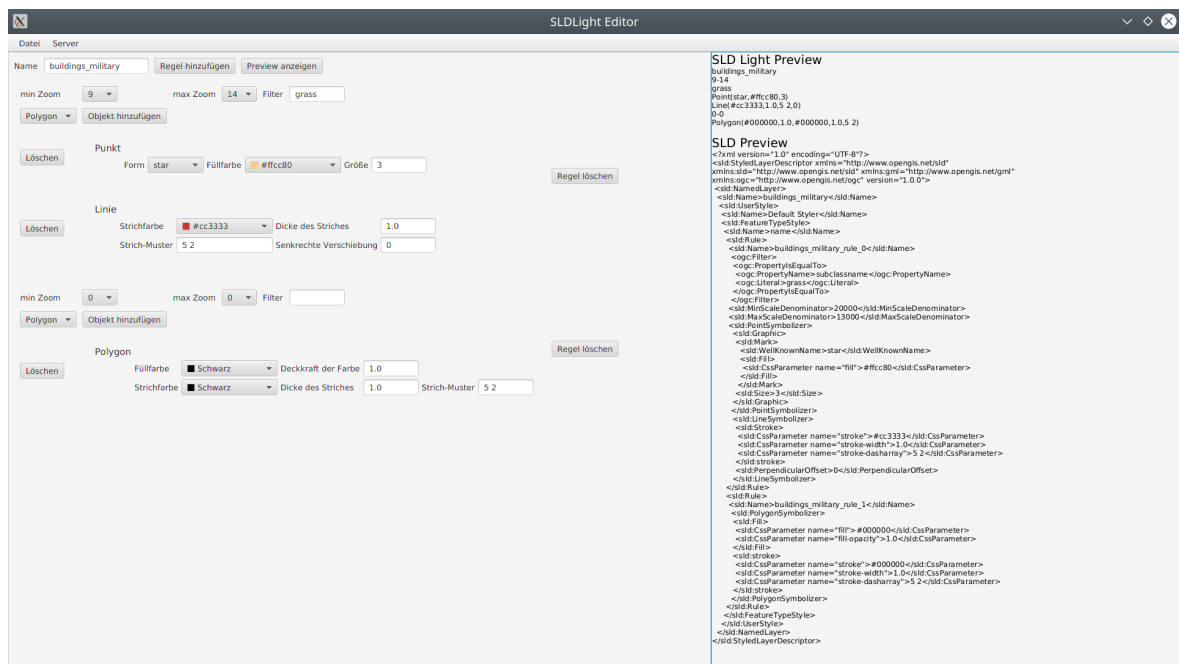 SLDLight Editor
Datei Server
Name buildings_military Regel hinzufügen Preview anzeigen
min Zoom 9 max Zoom 14 Filter grass
Polygon Objekt hinzufügen
Punkt
Löschen
Form star Füllfarbe #ffcc80 Größe 3
Regel löschen
Linie
Löschen
Strichfarbe #cc3333 Dicke des Striches 1.0
Strich-Muster 5 2 Senkrechte Verschiebung 0
min Zoom 0 max Zoom 0 Filter
Polygon Objekt hinzufügen
Regel löschen
Polygon
Löschen
Füllfarbe Schwarz Deckkraft der Farbe 1.0
Strichfarbe Schwarz Dicke des Striches 1.0 Strich-Muster 5 2
SLD Light Preview
buildings_military
9-14
grass
Point(star,#ffcc80,3)
Line(#cc3333,1.0,5 2,0)
0-0
Polygon(#000000,1.0,#000000,1.0,5 2)
SLD Preview
<?xml version="1.0" encoding="UTF-8"?>
<sld:StyledLayerDescriptor xmlns="http://www.opengis.net/sld"
xmlns:sld="http://www.opengis.net/sld" xmlns:gml="http://www.opengis.net/gml"
xmlns:ogc="http://www.opengis.net/ogc" version="1.0.0">
<sld:NamedLayer>
<sld:Name>buildings_military</sld:Name>
<sld:UserStyle>
<sld:Name>Default Styler</sld:Name>
<sld:FeatureTypeStyle>
<sld:Name>name</sld:Name>
<sld:Rule>
<sld:Name>buildings_military_rule_0</sld:Name>
<ogc:Filter>
<ogc:PropertyIsEqualTo>
<ogc:PropertyName>subclassname</ogc:PropertyName>
<ogc:Literal>grass</ogc:Literal>
</ogc:PropertyIsEqualTo>
</ogc:Filter>
<sld:MinScaleDenominator>20000</sld:MinScaleDenominator>
<sld:MaxScaleDenominator>13000</sld:MaxScaleDenominator>
<sld:PointSymbolizer>
<sld:Graphic>
<sld:Mark>
<sld:WellKnownName>star</sld:WellKnownName>
<sld:Fill>
<sld:CssParameter name="fill">#ffcc80</sld:CssParameter>
</sld:Fill>
</sld:Mark>
<sld:Size>3</sld:Size>
</sld:Graphic>
</sld:PointSymbolizer>
<sld:LineSymbolizer>
<sld:Stroke>
<sld:CssParameter name="stroke">#cc3333</sld:CssParameter>
<sld:CssParameter name="stroke-width">1.0</sld:CssParameter>
<sld:CssParameter name="stroke-dasharray">5 2</sld:CssParameter>
</sld:stroke>
<sld:PerpendicularOffset>0</sld:PerpendicularOffset>
</sld:LineSymbolizer>
</sld:Rule>
<sld:Rule>
<sld:Name>buildings_military_rule_1</sld:Name>
<sld:PolygonSymbolizer>
<sld:Fill>
<sld:CssParameter name="fill">#000000</sld:CssParameter>
<sld:CssParameter name="fill-opacity">1.0</sld:CssParameter>
</sld:Fill>
<sld:stroke>
<sld:CssParameter name="stroke">#000000</sld:CssParameter>
<sld:CssParameter name="stroke-width">1.0</sld:CssParameter>
<sld:CssParameter name="stroke-dasharray">5 2</sld:CssParameter>
</sld:stroke>
</sld:PolygonSymbolizer>
</sld:Rule>
</sld:FeatureTypeStyle>
</sld:UserStyle>
</sld:NamedLayer>
</sld:StyledLayerDescriptor>